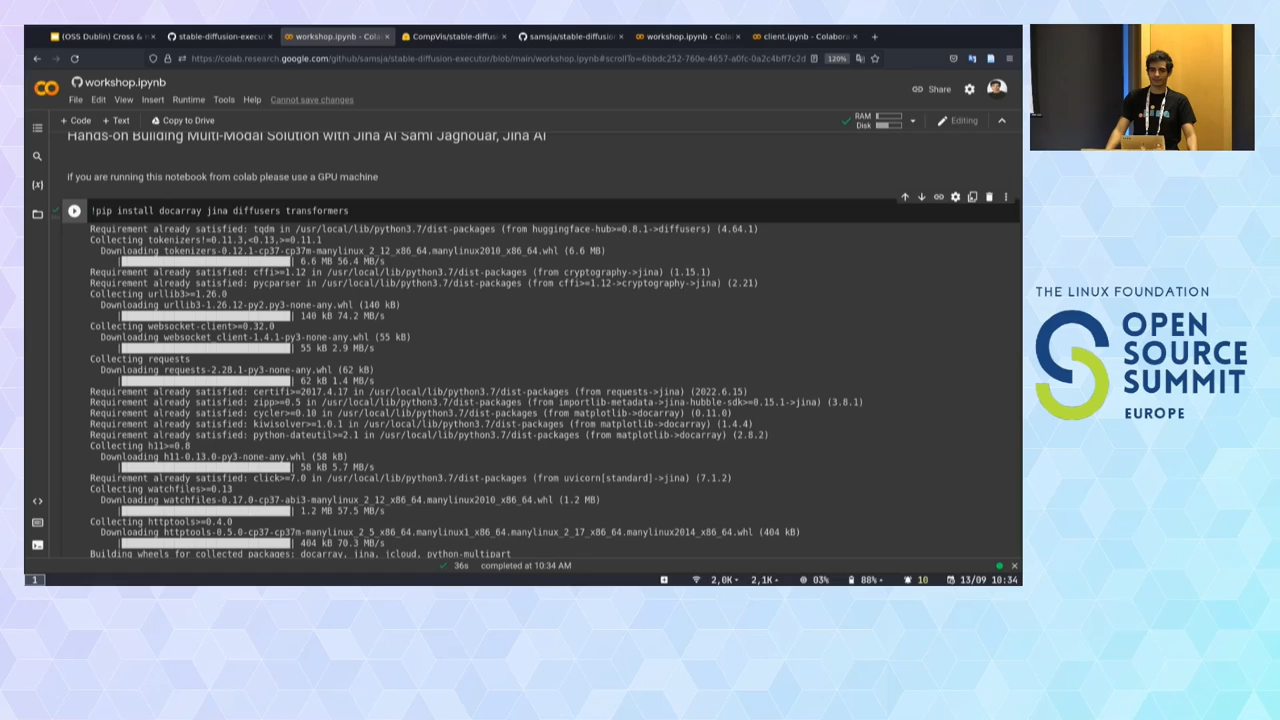 (OSS Dublin) Cross &
stable-diffusion-execut
workshop.ipynb - Cola
CompVis/stable-diffus
samsja/stable-diffusion
workshop.ipynb - Cola
client.ipynb - Colabora
https://colab.research.google.com/github/samsja/stable-diffusion-executor/blob/main/workshop.ipynb#scrollTo=6bbdc252-760e-4657-a0fc-0a2c4bff7c2d
120%
workshop.ipynb
File Edit View Insert Runtime Tools Help Cannot save changes
Share
+ Code + Text Copy to Drive
RAM
Disk
Editing
Hands-on Building Multi-Modal Solution with Jina AI Sami Jaghouar, Jina AI
if you are running this notebook from colab please use a GPU machine
!pip install docarray jina diffusers transformers
Requirement already satisfied: tqdm in /usr/local/lib/python3.7/dist-packages (from huggingface-hub>=0.8.1->diffusers) (4.64.1)
Collecting tokenizers!=0.11.3,<0.13,>=0.11.1
Downloading tokenizers-0.12.1-cp37-cp37m-manylinux_2_12_x86_64.manylinux2010_x86_64.whl (6.6 MB)
6.6 MB 56.4 MB/s
Requirement already satisfied: cffi>=1.12 in /usr/local/lib/python3.7/dist-packages (from cryptography->jina) (1.15.1)
Requirement already satisfied: pycparser in /usr/local/lib/python3.7/dist-packages (from cffi>=1.12->cryptography->jina) (2.21)
Collecting urllib3>=1.26.0
Downloading urllib3-1.26.12-py2.py3-none-any.whl (140 kB)
140 kB 74.2 MB/s
Collecting websocket-client>=0.32.0
Downloading websocket_client-1.4.1-py3-none-any.whl (55 kB)
55 kB 2.9 MB/s
Collecting requests
Downloading requests-2.28.1-py3-none-any.whl (62 kB)
62 kB 1.4 MB/s
Requirement already satisfied: certifi>=2017.4.17 in /usr/local/lib/python3.7/dist-packages (from requests->jina) (2022.6.15)
Requirement already satisfied: zipp>=0.5 in /usr/local/lib/python3.7/dist-packages (from importlib-metadata->jina-hubble-sdk>=0.15.1->jina) (3.8.1)
Requirement already satisfied: cycler>=0.10 in /usr/local/lib/python3.7/dist-packages (from matplotlib->docarray) (0.11.0)
Requirement already satisfied: kiwisolver>=1.0.1 in /usr/local/lib/python3.7/dist-packages (from matplotlib->docarray) (1.4.4)
Requirement already satisfied: python-dateutil>=2.1 in /usr/local/lib/python3.7/dist-packages (from matplotlib->docarray) (2.8.2)
Collecting h11>=0.8
Downloading h11-0.13.0-py3-none-any.whl (58 kB)
58 kB 5.7 MB/s
Requirement already satisfied: click>=7.0 in /usr/local/lib/python3.7/dist-packages (from uvicorn[standard]->jina) (7.1.2)
Collecting watchfiles>=0.13
Downloading watchfiles-0.17.0-cp37-abi3-manylinux_2_12_x86_64.manylinux2010_x86_64.whl (1.2 MB)
1.2 MB 57.5 MB/s
Collecting httptools>=0.4.0
Downloading httptools-0.5.0-cp37-cp37m-manylinux_2_5_x86_64.manylinux1_x86_64.manylinux_2_17_x86_64.manylinux2014_x86_64.whl (404 kB)
404 kB 70.3 MB/s
Building wheels for collected packages: docarray, jina, jcloud, python-multipart
36s completed at 10:34 AM
1
2,0K 2,1K 03% 88% 10 13/09 10:34
THE LINUX FOUNDATION
OPEN
SOURCE
SUMMIT
EUROPE